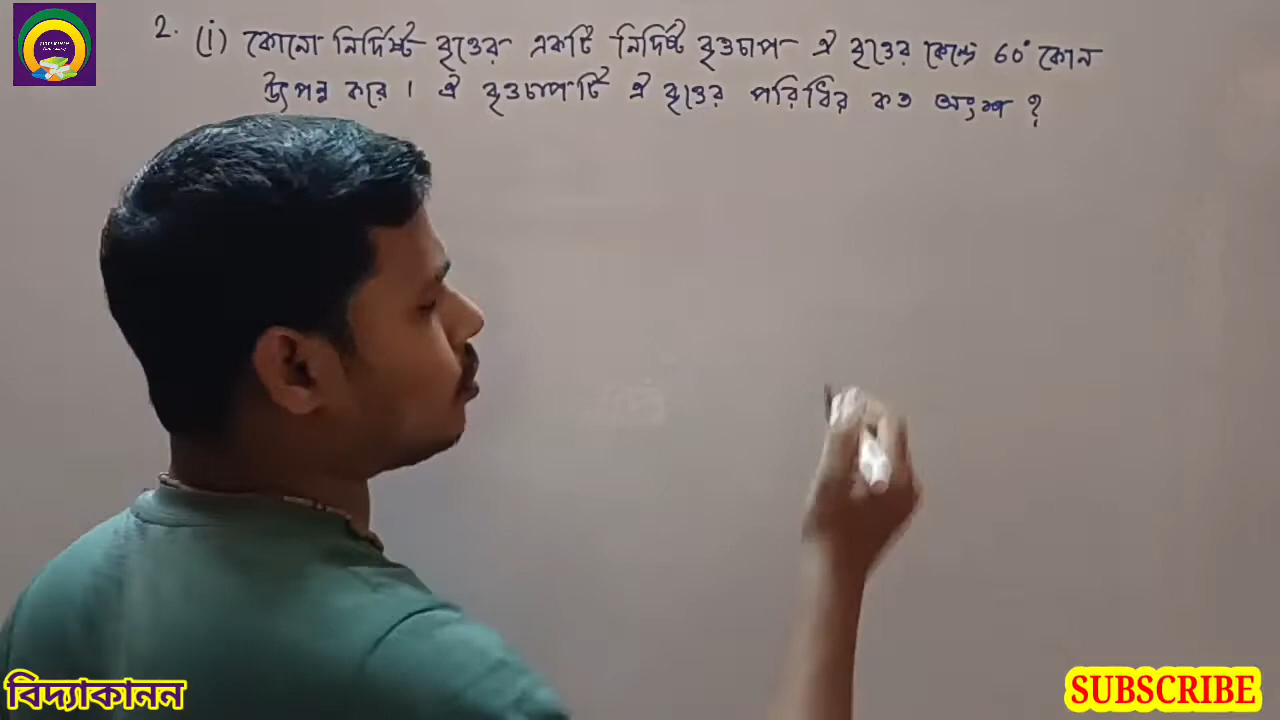 2. (i) কোনো নির্দিষ্ট বৃত্তের একটি নির্দিষ্ট বৃত্তচাপ ঐ বৃত্তের কেন্দ্রে 60° কোন
উৎপন্ন করে । ঐ বৃত্তচাপটি ঐ বৃত্তের পরিধির কত অংশ ?
বিদ্যাকানন
SUBSCRIBE